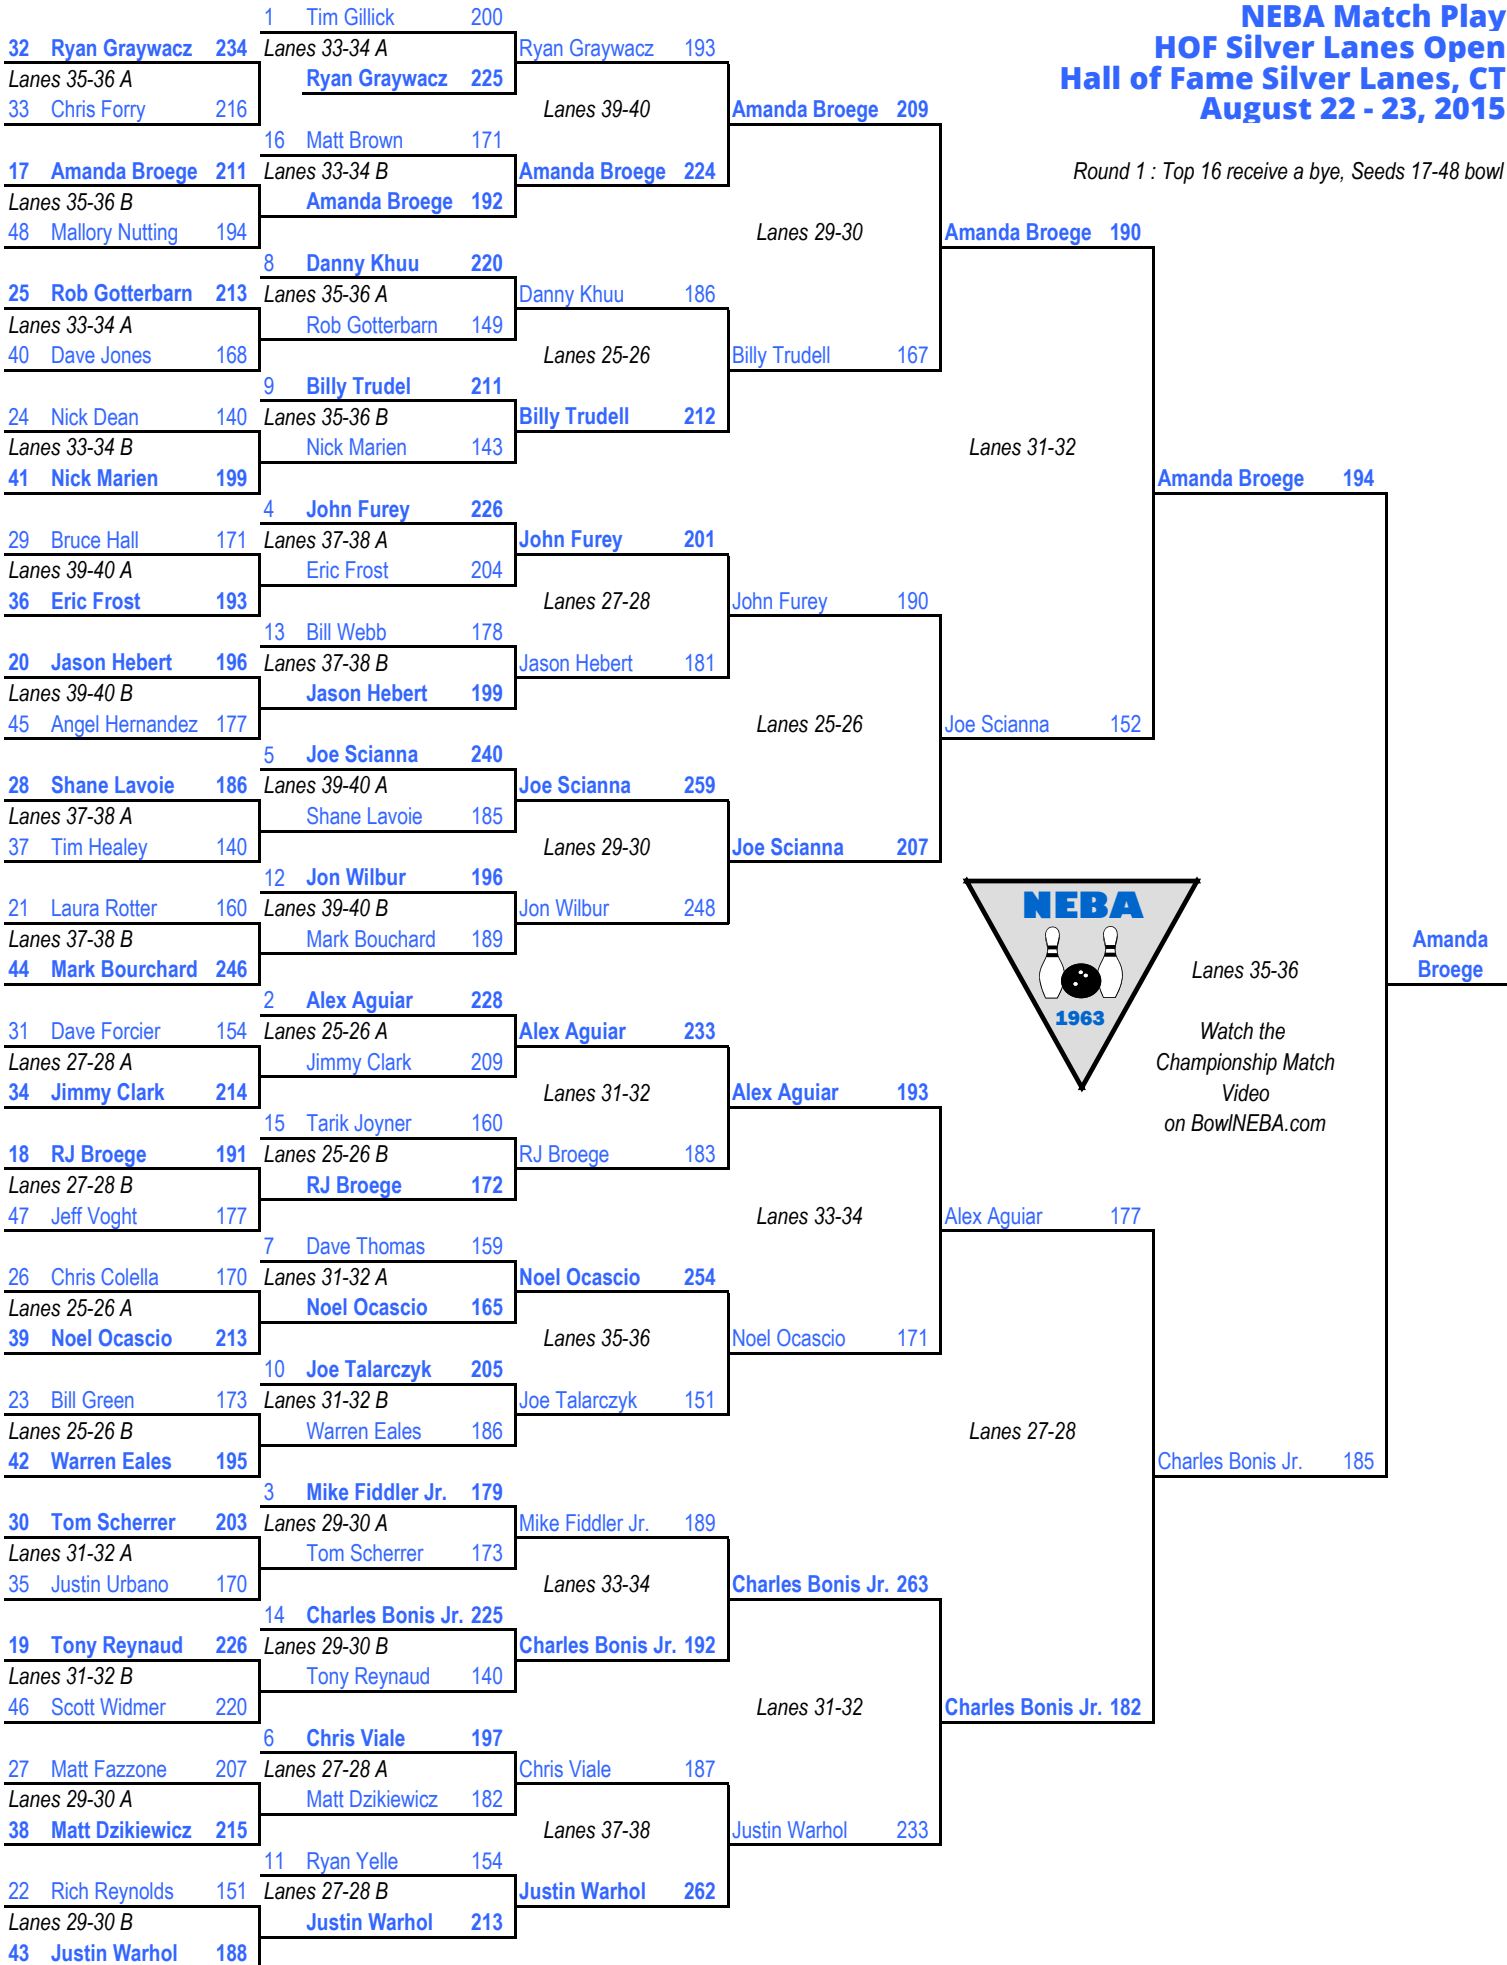 NEBA Match Play
HOF Silver Lanes Open
Hall of Fame Silver Lanes, CT
August 22 - 23, 2015
Round 1 : Top 16 receive a bye, Seeds 17-48 bowl
32 Ryan Graywacz 234
Lanes 35-36 A
33 Chris Forry 216
17 Amanda Broege 211
Lanes 35-36 B
48 Mallory Nutting 194
25 Rob Gotterbarn 213
Lanes 33-34 A
40 Dave Jones 168
24 Nick Dean 140
Lanes 33-34 B
41 Nick Marien 199
29 Bruce Hall 171
Lanes 39-40 A
36 Eric Frost 193
20 Jason Hebert 196
Lanes 39-40 B
45 Angel Hernandez 177
28 Shane Lavoie 186
Lanes 37-38 A
37 Tim Healey 140
21 Laura Rotter 160
Lanes 37-38 B
44 Mark Bourchard 246
31 Dave Forcier 154
Lanes 27-28 A
34 Jimmy Clark 214
18 RJ Broege 191
Lanes 27-28 B
47 Jeff Voght 177
26 Chris Colella 170
Lanes 25-26 A
39 Noel Ocascio 213
23 Bill Green 173
Lanes 25-26 B
42 Warren Eales 195
30 Tom Scherrer 203
Lanes 31-32 A
35 Justin Urbano 170
19 Tony Reynaud 226
Lanes 31-32 B
46 Scott Widmer 220
27 Matt Fazzone 207
Lanes 29-30 A
38 Matt Dzikiewicz 215
22 Rich Reynolds 151
Lanes 29-30 B
43 Justin Warhol 188
1 Tim Gillick 200
Lanes 33-34 A
Ryan Graywacz 225
16 Matt Brown 171
Lanes 33-34 B
Amanda Broege 192
8 Danny Khuu 220
Lanes 35-36 A
Rob Gotterbarn 149
9 Billy Trudel 211
Lanes 35-36 B
Nick Marien 143
4 John Furey 226
Lanes 37-38 A
Eric Frost 204
13 Bill Webb 178
Lanes 37-38 B
Jason Hebert 199
5 Joe Scianna 240
Lanes 39-40 A
Shane Lavoie 185
12 Jon Wilbur 196
Lanes 39-40 B
Mark Bouchard 189
2 Alex Aguiar 228
Lanes 25-26 A
Jimmy Clark 209
15 Tarik Joyner 160
Lanes 25-26 B
RJ Broege 172
7 Dave Thomas 159
Lanes 31-32 A
Noel Ocascio 165
10 Joe Talarczyk 205
Lanes 31-32 B
Warren Eales 186
3 Mike Fiddler Jr. 179
Lanes 29-30 A
Tom Scherrer 173
14 Charles Bonis Jr. 225
Lanes 29-30 B
Tony Reynaud 140
6 Chris Viale 197
Lanes 27-28 A
Matt Dzikiewicz 182
11 Ryan Yelle 154
Lanes 27-28 B
Justin Warhol 213
Ryan Graywacz 193
Lanes 39-40
Amanda Broege 224
Danny Khuu 186
Lanes 25-26
Billy Trudell 212
John Furey 201
Lanes 27-28
Jason Hebert 181
Joe Scianna 259
Lanes 29-30
Jon Wilbur 248
Alex Aguiar 233
Lanes 31-32
RJ Broege 183
Noel Ocascio 254
Lanes 35-36
Joe Talarczyk 151
Mike Fiddler Jr. 189
Lanes 33-34
Charles Bonis Jr. 192
Chris Viale 187
Lanes 37-38
Justin Warhol 262
Amanda Broege 209
Lanes 29-30
Billy Trudell 167
John Furey 190
Lanes 25-26
Joe Scianna 207
Alex Aguiar 193
Lanes 33-34
Noel Ocascio 171
Charles Bonis Jr. 263
Lanes 31-32
Justin Warhol 233
Amanda Broege 190
Lanes 31-32
Joe Scianna 152
Alex Aguiar 177
Lanes 27-28
Charles Bonis Jr. 182
Amanda Broege 194
NEBA
1963
Lanes 35-36
Watch the
Championship Match
Video
on BowlNEBA.com
Charles Bonis Jr. 185
Amanda
Broege